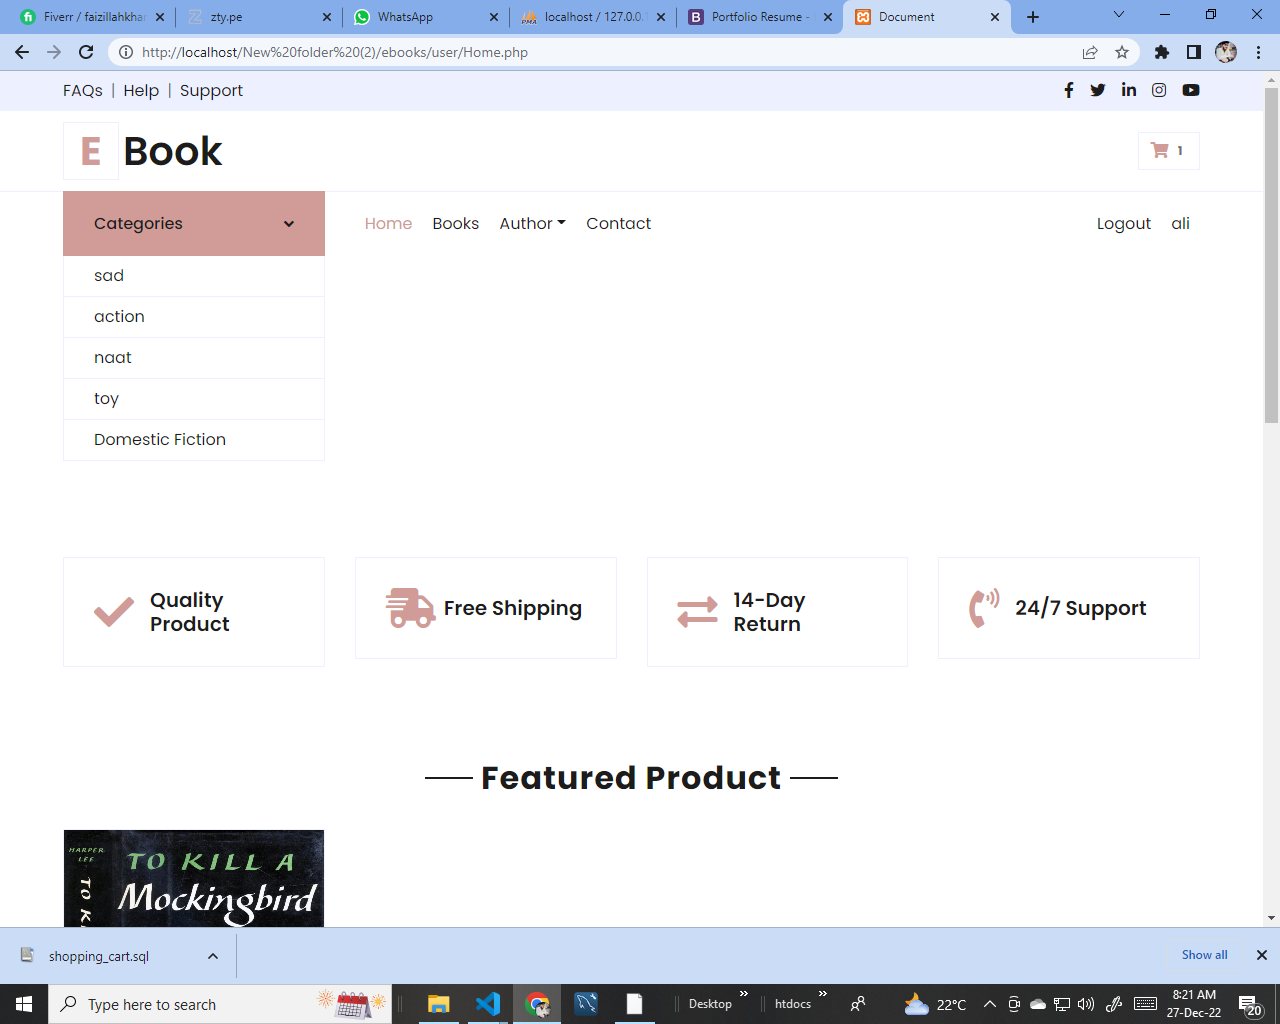 Fiverr / faizillahkhan
zty.pe
WhatsApp
localhost / 127.0.0.1
Portfolio Resume -
Document
http://localhost/New%20folder%20(2)/ebooks/user/Home.php
FAQs | Help | Support
E Book
1
Categories
Home
Books
Author
Contact
Logout
ali
sad
action
naat
toy
Domestic Fiction
Quality
Product
Free Shipping
14-Day
Return
24/7 Support
Featured Product
HARPER
LEE
TO KILL A
Mockingbird
TO K
shopping_cart.sql
Show all
Type here to search
Desktop
htdocs
22°C
8:21 AM
27-Dec-22
20